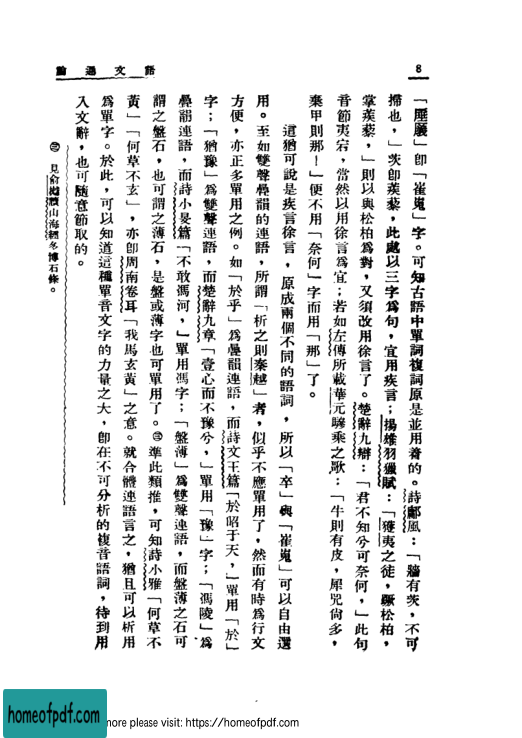 8
語文通論
「厜㕒」即「崔嵬」字。可知古語中單詞複詞原是並用着的。詩鄘風：「牆有茨，不可
掃也，」茨即蒺藜，此處以三字爲句，宜用疾言；揚雄羽獵賦：「獲夷之徒，蹶松柏，
掌蒺藜，」則以與松柏爲對，又須改用徐言了。楚辭九辯：「君不知兮可奈何，」此句
音節夷宕，當然以用徐言爲宜；若如左傳所載華元驂乘之歌：「牛則有皮，犀兕尙多，
棄甲則那！」便不用「奈何」字而用「那」了。
這猶可說是疾言徐言，原成兩個不同的語詞，所以「卒」與「崔嵬」可以自由選
用。至如雙聲疊韻的連語，所謂「析之則秦越」者，似乎不應單用了，然而有時爲行文
方便，亦正多單用之例。如「於乎」爲疊韻連語，而詩文王篇「於昭于天，」單用「於」
字；「猶豫」爲雙聲連語，而楚辭九章「壹心而不豫兮，」單用「豫」字；「馮陵」爲
疊韻連語，而詩小旻篇「不敢馮河，」單用馮字；「盤薄」爲雙聲連語，而盤薄之石可
謂之盤石，也可謂之薄石，是盤或薄字也可單用了。㊂準此類推，可知詩小雅「何草不
黃」「何草不玄」，亦卽周南卷耳「我馬玄黃」之意。就合體連語言之，猶且可以析用
爲單字。於此，可以知道這種單音文字的力量之大，卽在不可分析的複音語詞，待到用
入文辭，也可隨意節取的。
㊂ 見俞樾讀山海經冬博石條。
homeofpdf.com
more please visit: https://homeofpdf.com